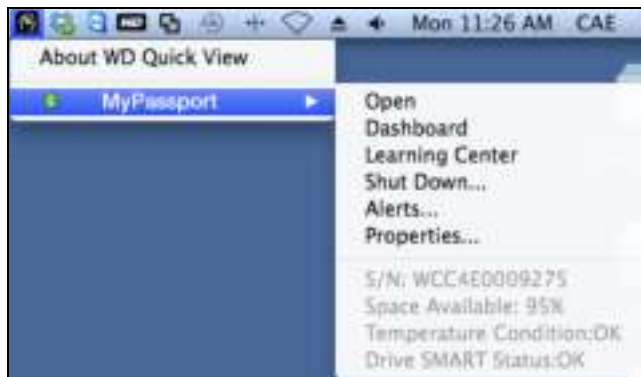 Mon 11:26 AM CAE
About WD Quick View
MyPassport
Open
Dashboard
Learning Center
Shut Down...
Alerts...
Properties...
S/N: WCC4E0009275
Space Available: 95%
Temperature Condition:OK
Drive SMART Status:OK